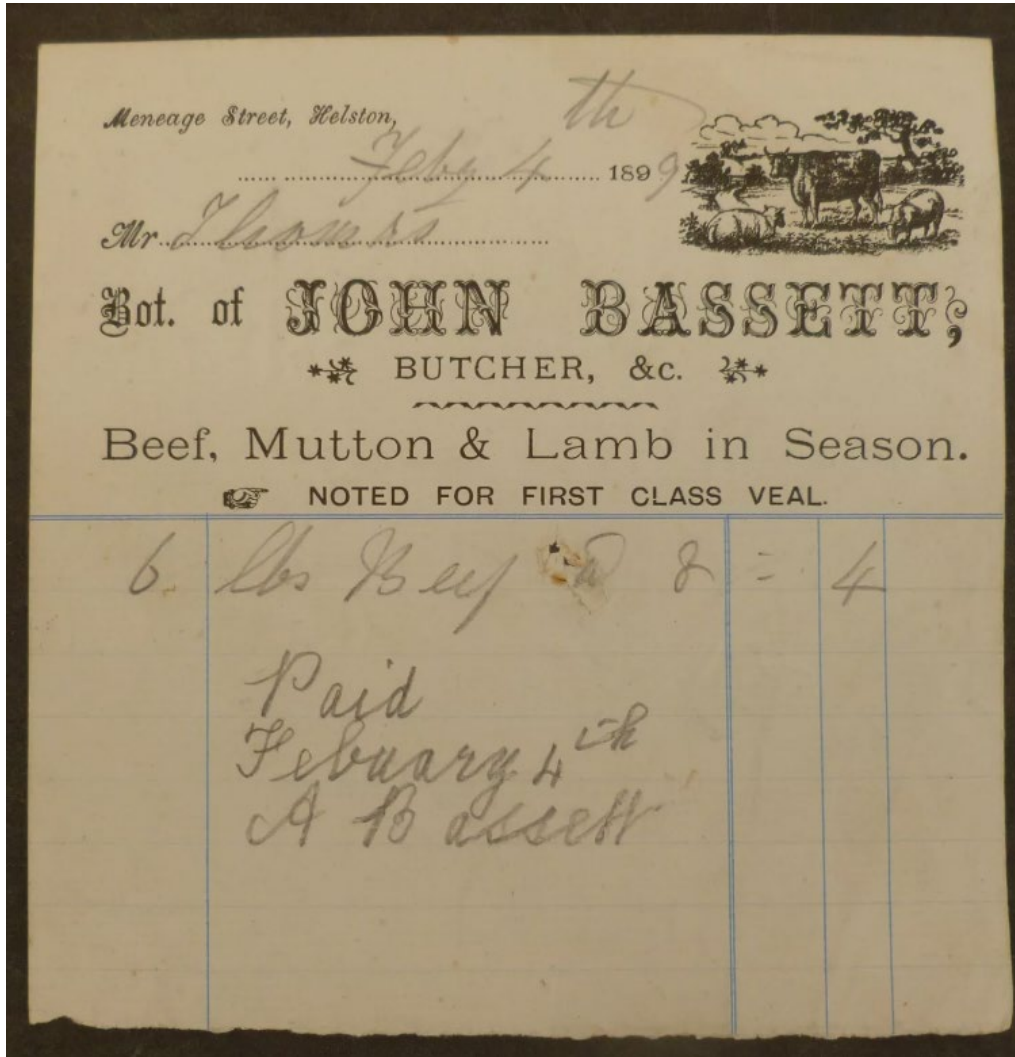 Meneage Street, Helston,
Feby 4th 1899
Mr Thomas
Bot. of JOHN BASSETT,
BUTCHER, &c.
Beef, Mutton & Lamb in Season.
NOTED FOR FIRST CLASS VEAL.
6 lbs Beef @ 8 = 4
Paid
Febuary 4th
A Bassett